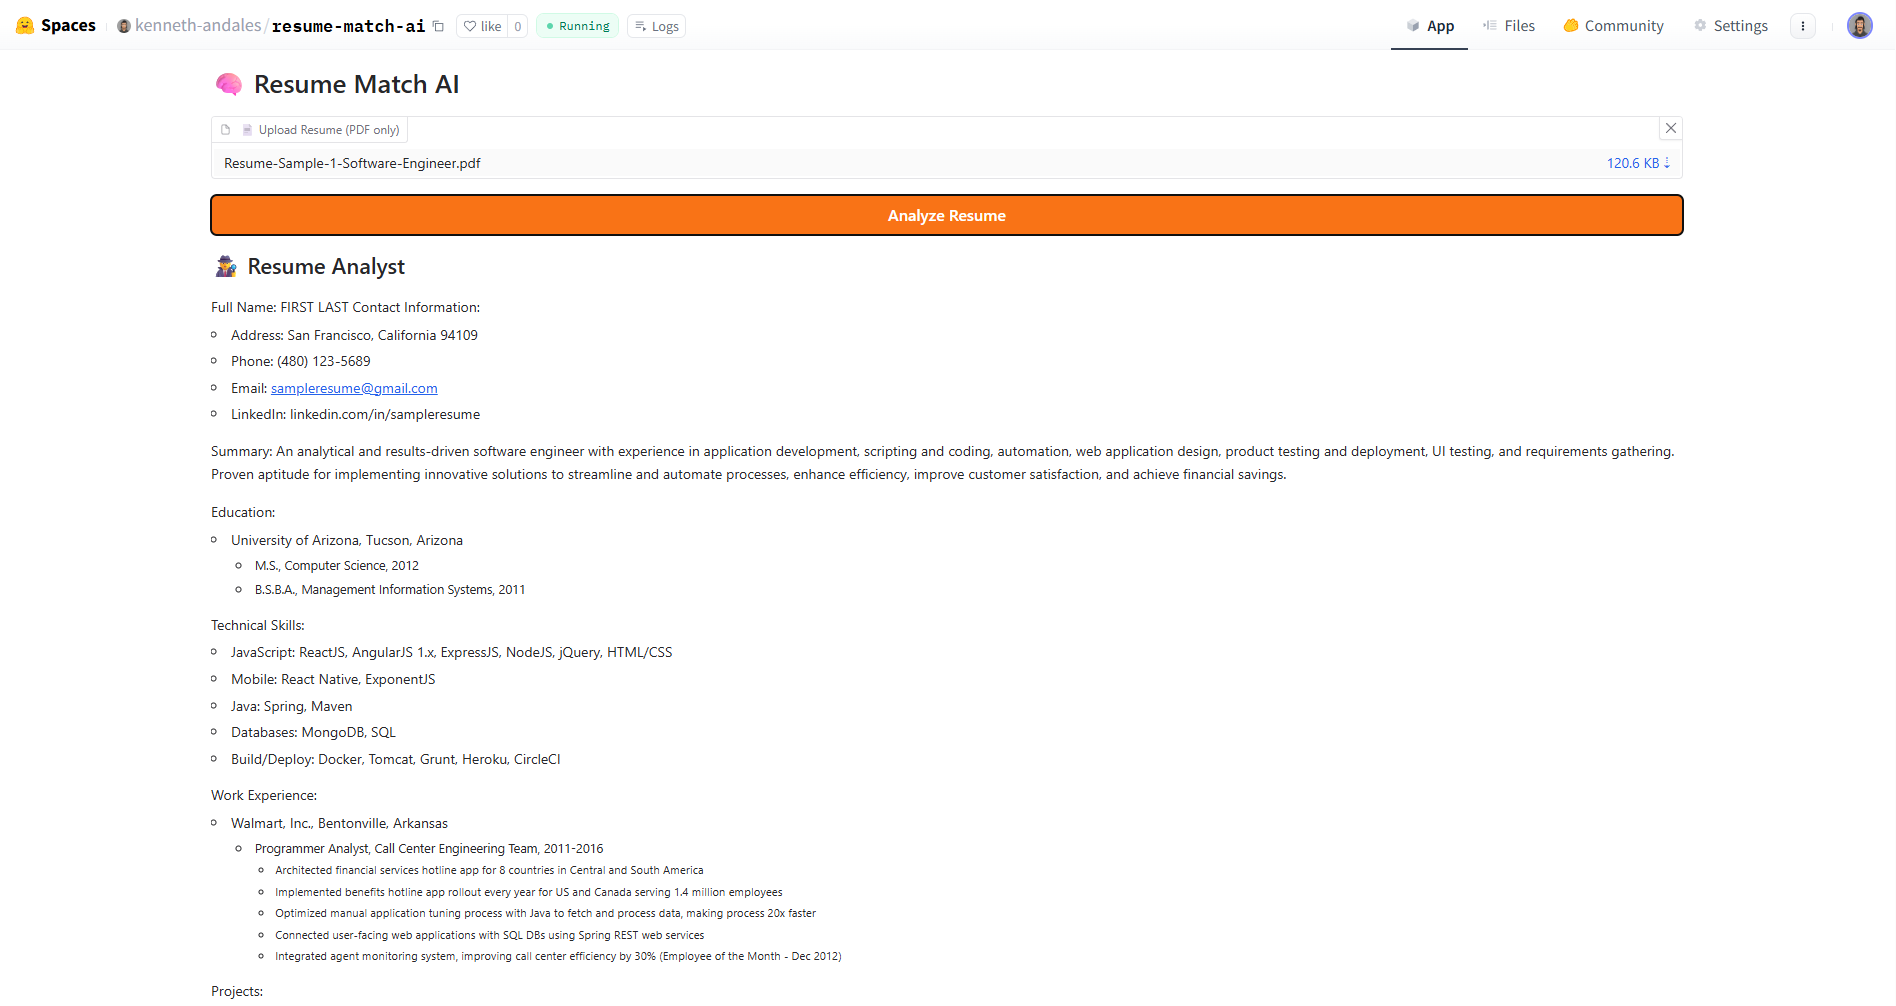 Spaces kenneth-andales/resume-match-ai like 0 Running Logs App Files Community Settings
Resume Match AI
Upload Resume (PDF only)
Resume-Sample-1-Software-Engineer.pdf 120.6 KB ↓
Analyze Resume
Resume Analyst
Full Name: FIRST LAST Contact Information:
Address: San Francisco, California 94109
Phone: (480) 123-5689
Email: sampleresume@gmail.com
LinkedIn: linkedin.com/in/sampleresume
Summary: An analytical and results-driven software engineer with experience in application development, scripting and coding, automation, web application design, product testing and deployment, UI testing, and requirements gathering.
Proven aptitude for implementing innovative solutions to streamline and automate processes, enhance efficiency, improve customer satisfaction, and achieve financial savings.
Education:
University of Arizona, Tucson, Arizona
M.S., Computer Science, 2012
B.S.B.A., Management Information Systems, 2011
Technical Skills:
JavaScript: ReactJS, AngularJS 1.x, ExpressJS, NodeJS, jQuery, HTML/CSS
Mobile: React Native, ExponentJS
Java: Spring, Maven
Databases: MongoDB, SQL
Build/Deploy: Docker, Tomcat, Grunt, Heroku, CircleCI
Work Experience:
Walmart, Inc., Bentonville, Arkansas
Programmer Analyst, Call Center Engineering Team, 2011-2016
Architected financial services hotline app for 8 countries in Central and South America
Implemented benefits hotline app rollout every year for US and Canada serving 1.4 million employees
Optimized manual application tuning process with Java to fetch and process data, making process 20x faster
Connected user-facing web applications with SQL DBs using Spring REST web services
Integrated agent monitoring system, improving call center efficiency by 30% (Employee of the Month - Dec 2012)
Projects: